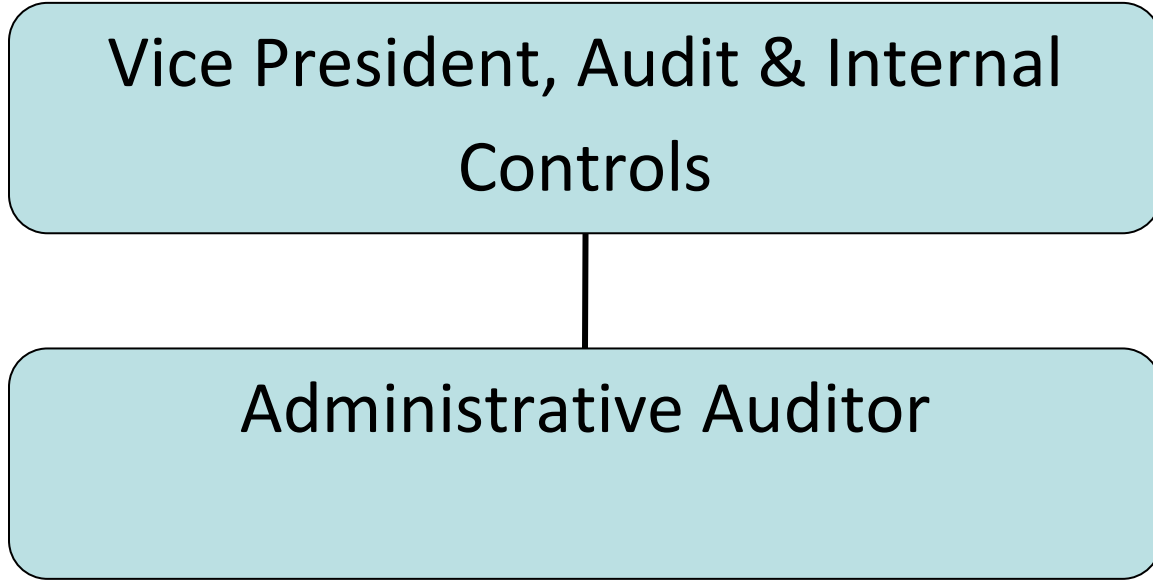 Vice President, Audit & Internal
Controls
Administrative Auditor